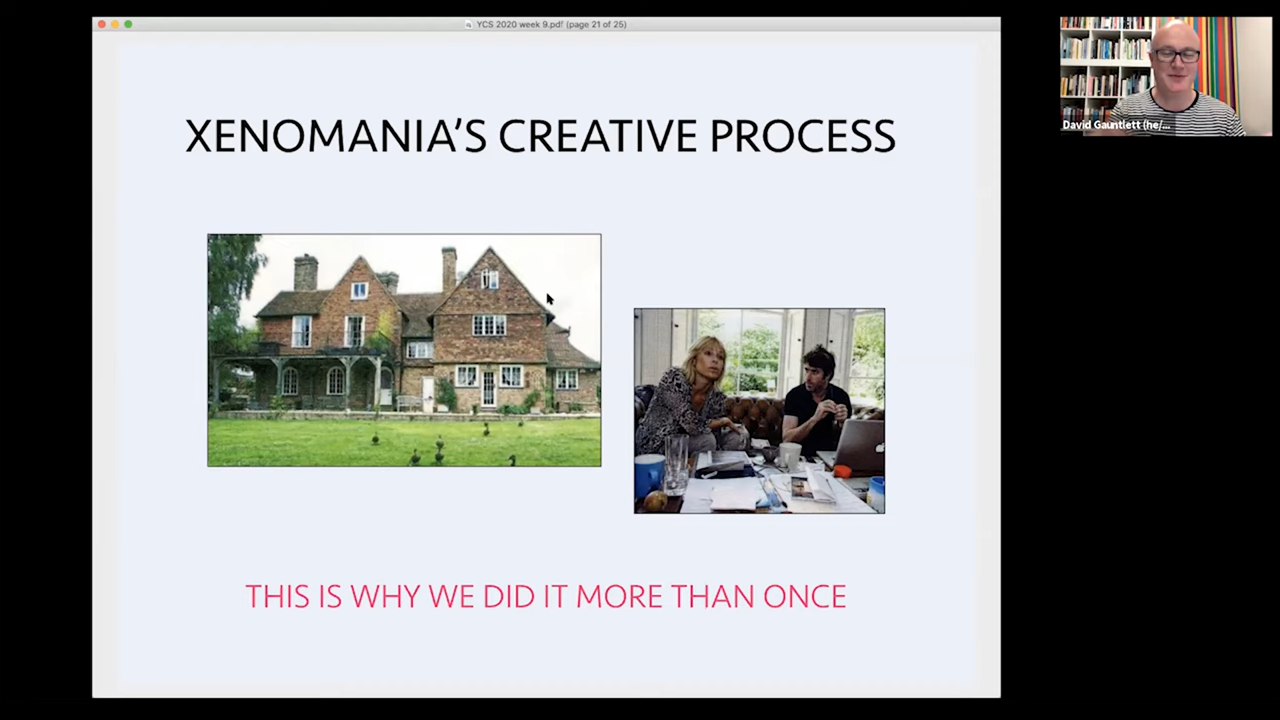 YCS 2020 week 9.pdf (page 21 of 25)
XENOMANIA'S CREATIVE PROCESS
THIS IS WHY WE DID IT MORE THAN ONCE
David Gauntlett (he/...